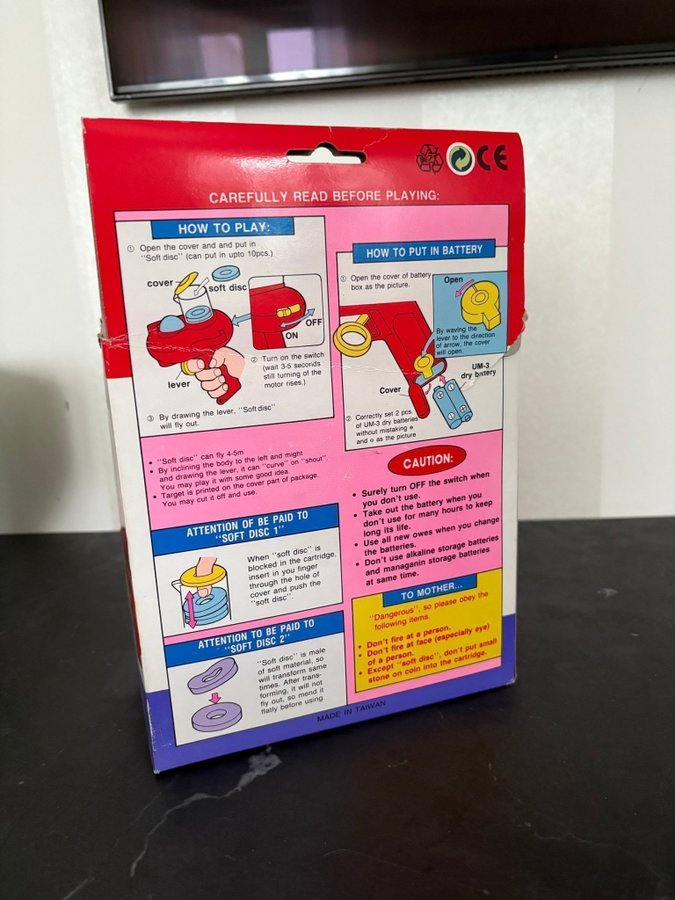 CE
CAREFULLY READ BEFORE PLAYING:
HOW TO PLAY:
① Open the cover and and put in
"Soft disc" (can put in upto 10pcs.)
cover
soft disc
ON
OFF
lever
② Turn on the switch
(wait 3-5 seconds
still turning of the
motor rises.)
③ By drawing the lever, "Soft disc"
will fly out.
• "Soft disc" can fly 4-5m
• By inclining the body to the left and might
and drawing the lever, it can "curve" on "shout".
You may play it with some good idea.
• Target is printed on the cover part of package.
You may cut it off and use.
ATTENTION OF BE PAID TO
"SOFT DISC 1"
When "soft disc" is
blocked in the cartridge,
insert in you finger
through the hole of
cover and push the
"soft disc".
ATTENTION TO BE PAID TO
"SOFT DISC 2"
"Soft disc" is male
of soft material, so
will transform same
times. After trans-
forming, it will not
fly out, so mend it
flatly before using
HOW TO PUT IN BATTERY
① Open the cover of battery
box as the picture.
Open
By waving the
lever to the direction
of arrow, the cover
will open.
UM-3
dry battery
Cover
② Correctly set 2 pcs.
of UM-3 dry batteries
without mistaking ⊕
and ⊖ as the picture
CAUTION:
• Surely turn OFF the switch when
you don't use.
• Take out the battery when you
don't use for many hours to keep
long its life.
• Use all new owes when you change
the batteries.
• Don't use alkaline storage batteries
and managanin storage batteries
at same time.
TO MOTHER...
"Dangerous", so please obey the
following items.
• Don't fire at a person.
• Don't fire at face (especially eye)
of a person.
• Except "soft disc", don't put small
stone on coin into the cartridge.
MADE IN TAIWAN